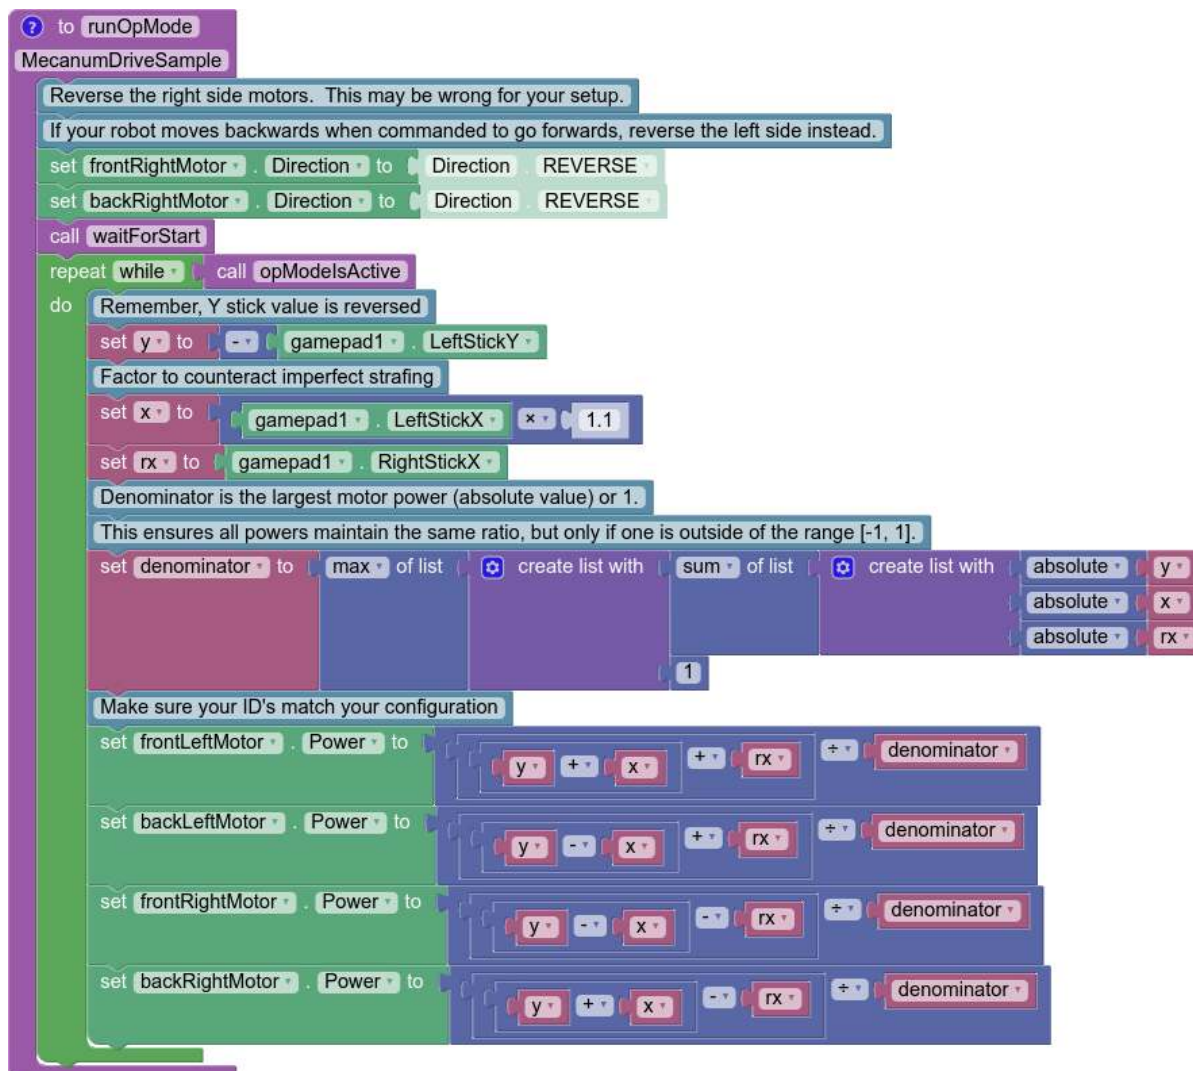 ? to runOpMode
MecanumDriveSample
Reverse the right side motors. This may be wrong for your setup.
If your robot moves backwards when commanded to go forwards, reverse the left side instead.
set frontRightMotor . Direction to Direction . REVERSE
set backRightMotor . Direction to Direction . REVERSE
call waitForStart
repeat while call opModeIsActive
do Remember, Y stick value is reversed
set y to - gamepad1 . LeftStickY
Factor to counteract imperfect strafing
set x to gamepad1 . LeftStickX × 1.1
set rx to gamepad1 . RightStickX
Denominator is the largest motor power (absolute value) or 1.
This ensures all powers maintain the same ratio, but only if one is outside of the range [-1, 1].
set denominator to max of list create list with sum of list create list with absolute y
absolute x
absolute rx
1
Make sure your ID's match your configuration
set frontLeftMotor . Power to y + x + rx ÷ denominator
set backLeftMotor . Power to y - x + rx ÷ denominator
set frontRightMotor . Power to y - x - rx ÷ denominator
set backRightMotor . Power to y + x - rx ÷ denominator